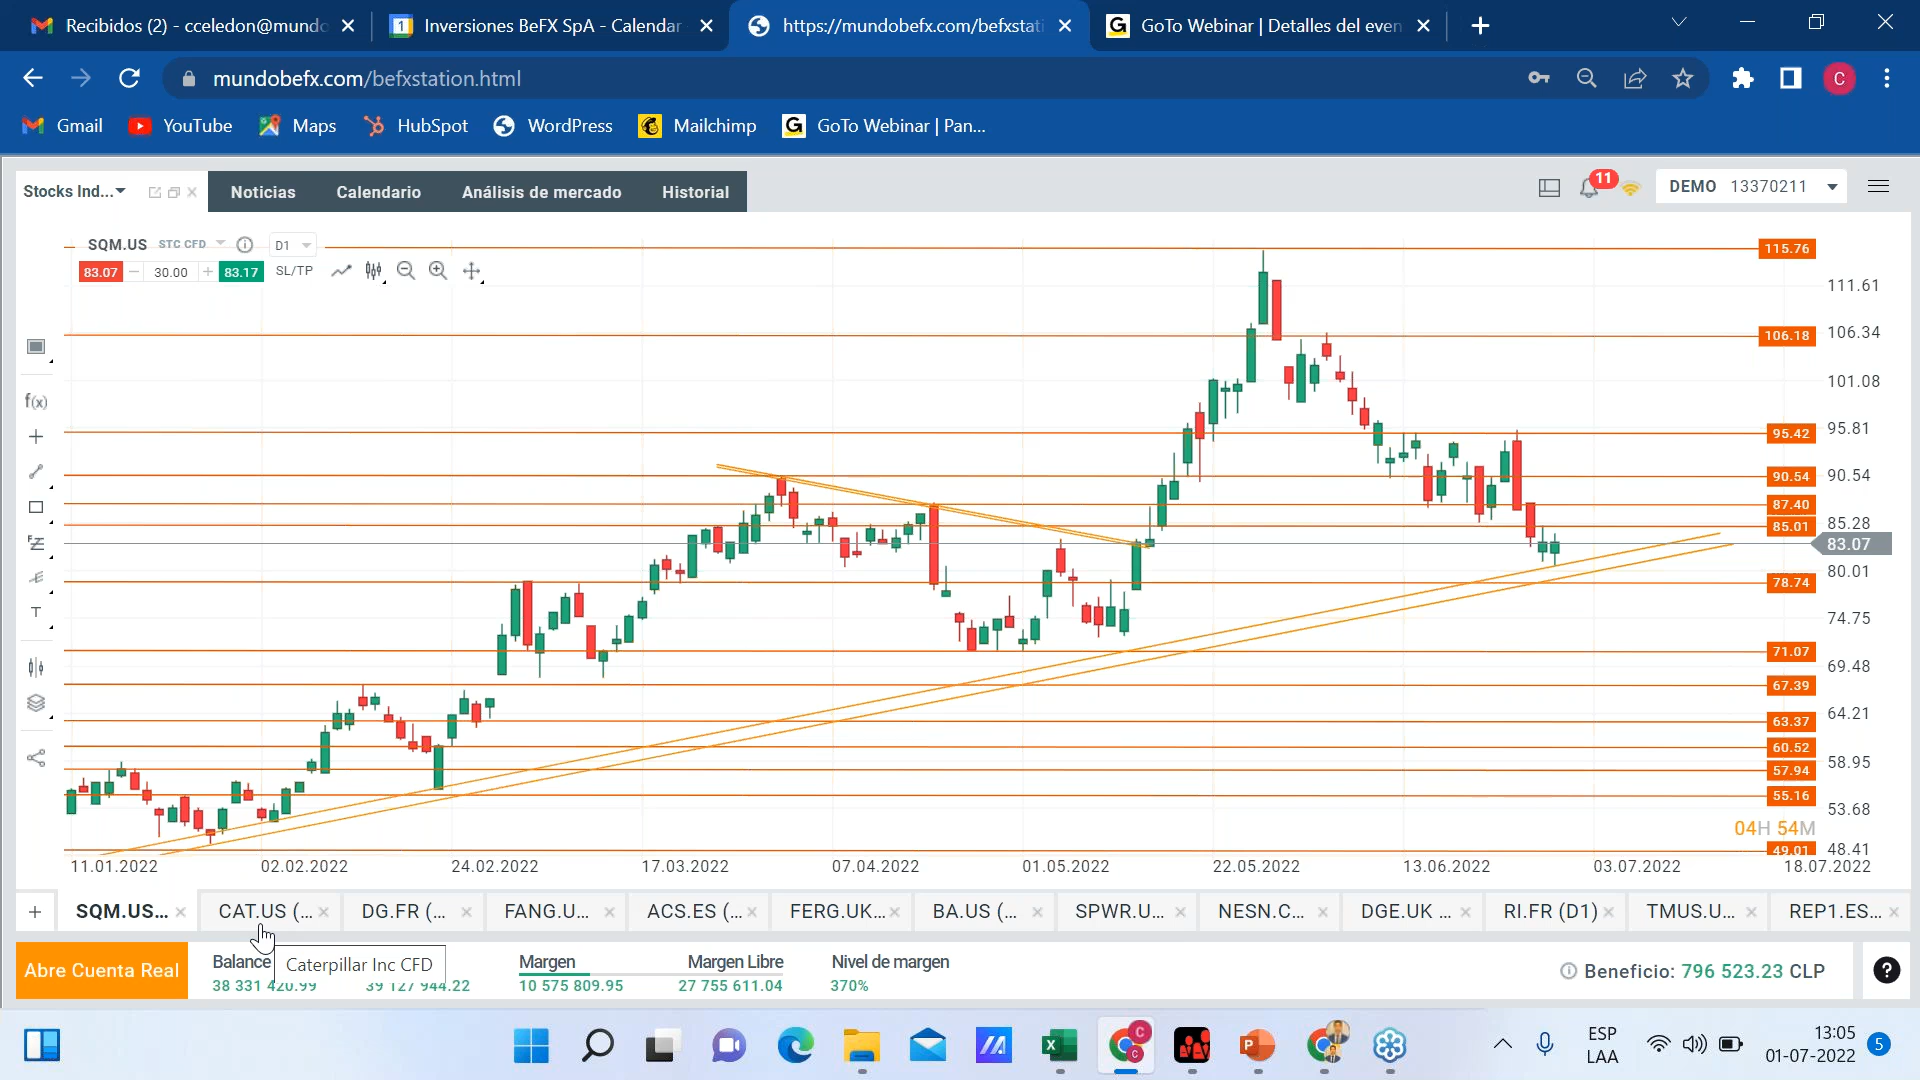 Recibidos (2) - cceledon@mundo
Inversiones BeFX SpA - Calendar
https://mundobefx.com/befxstati
GoTo Webinar | Detalles del even
mundobefx.com/befxstation.html
Gmail
YouTube
Maps
HubSpot
WordPress
Mailchimp
GoTo Webinar | Pan...
Stocks Ind...
Noticias
Calendario
Análisis de mercado
Historial
11
DEMO 13370211
SQM.US STC CFD
D1
83.07 − 30.00 + 83.17
SL/TP
f(x)
T
115.76
111.61
106.18
106.34
101.08
95.42
95.81
90.54
90.54
87.40
85.01
85.28
83.07
80.01
78.74
74.75
71.07
69.48
67.39
64.21
63.37
60.52
58.95
57.94
55.16
53.68
04H 54M
49.01
48.41
11.01.2022
02.02.2022
24.02.2022
17.03.2022
07.04.2022
01.05.2022
22.05.2022
13.06.2022
03.07.2022
18.07.2022
SQM.US...
CAT.US (...
DG.FR (...
FANG.U...
ACS.ES (...
FERG.UK...
BA.US (...
SPWR.U...
NESN.C...
DGE.UK ...
RI.FR (D1)
TMUS.U...
REP1.ES...
Abre Cuenta Real
Balance
38 331 420.99
Caterpillar Inc CFD
39 127 944.22
Margen
10 575 809.95
Margen Libre
27 755 611.04
Nivel de margen
370%
Beneficio: 796 523.23 CLP
ESP
LAA
13:05
01-07-2022
5